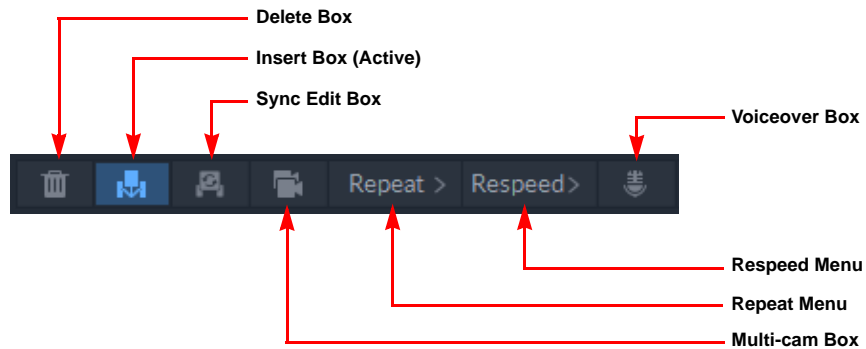 Delete Box
Insert Box (Active)
Sync Edit Box
Voiceover Box
Repeat > Respeed>
Respeed Menu
Repeat Menu
Multi-cam Box